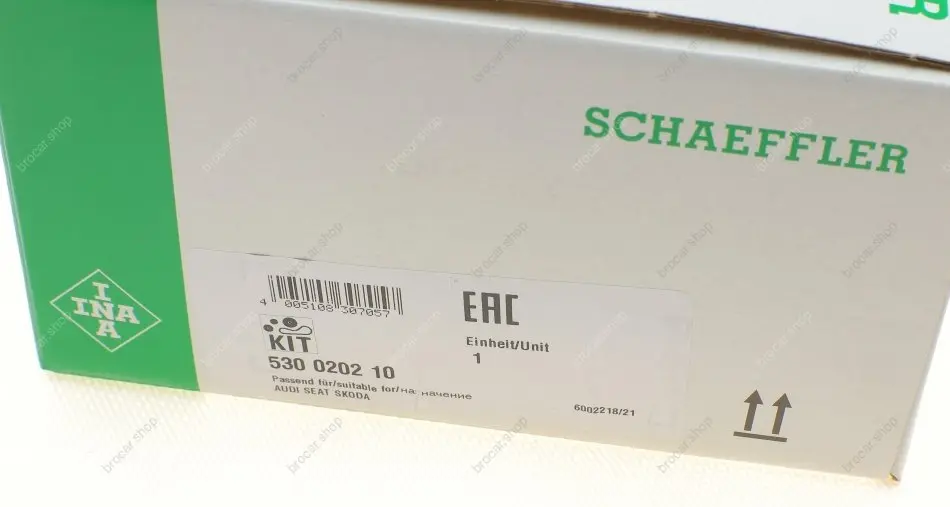 SCHAEFFLER
INA
INA
4 005108 307057
EAC
KIT
Einheit/Unit
1
530 0202 10
Passend für/suitable for/на начение
AUDI SEAT SKODA
6002218/21
brocar.shop